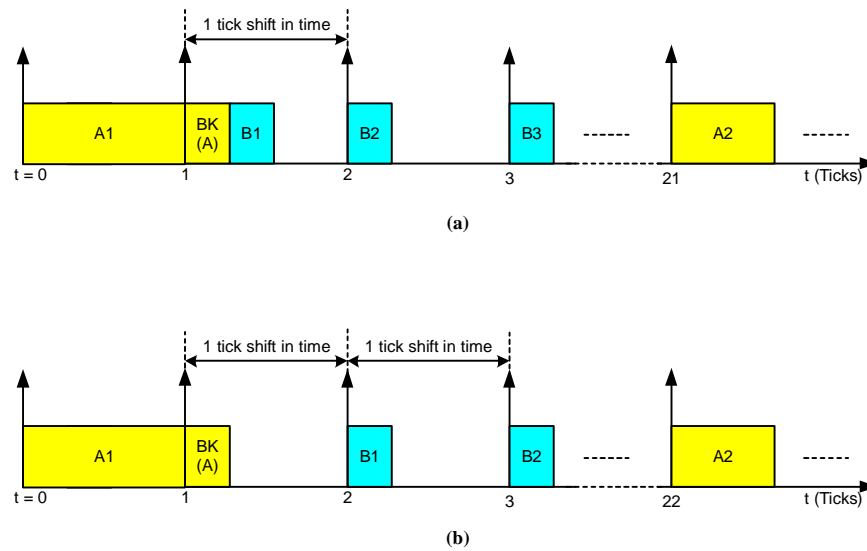 1 tick shift in time
A1
BK
(A)
B1
B2
B3
A2
t = 0
1
2
3
21
t (Ticks)
(a)
1 tick shift in time
1 tick shift in time
A1
BK
(A)
B1
B2
A2
t = 0
1
2
3
22
t (Ticks)
(b)